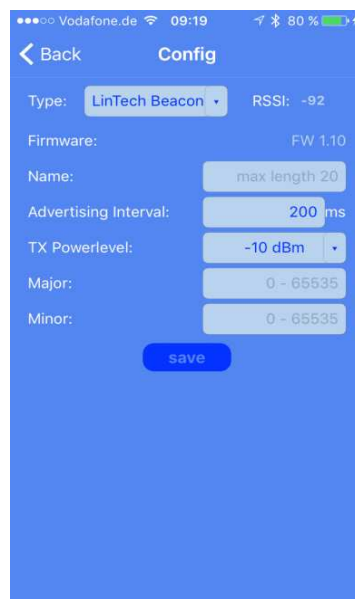 Vodafone.de 09:19 80 %
Back Config
Type: LinTech Beacon RSSI: -92
Firmware: FW 1.10
Name: max length 20
Advertising Interval: 200 ms
TX Powerlevel: -10 dBm
Major: 0 - 65535
Minor: 0 - 65535
save